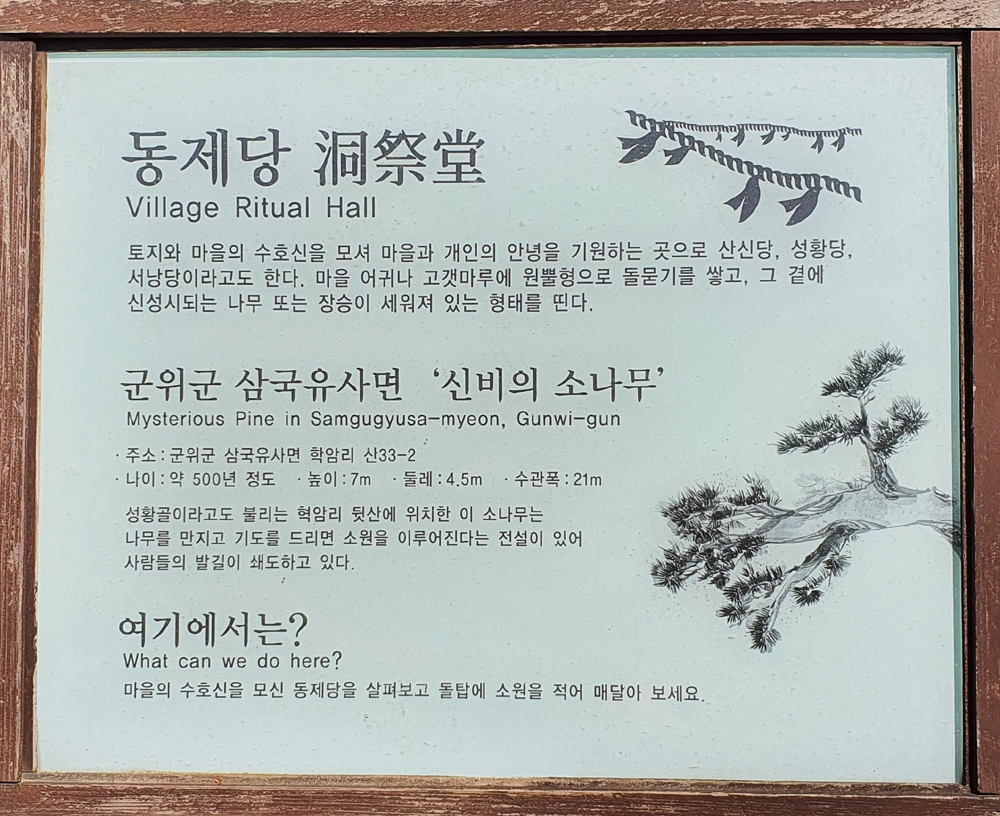 동제당 洞祭堂
Village Ritual Hall
토지와 마을의 수호신을 모셔 마을과 개인의 안녕을 기원하는 곳으로 산신당, 성황당,
서낭당이라고도 한다. 마을 어귀나 고갯마루에 원뿔형으로 돌묻기를 쌓고, 그 곁에
신성시되는 나무 또는 장승이 세워져 있는 형태를 띤다.
군위군 삼국유사면 ‘신비의 소나무’
Mysterious Pine in Samgugyusa-myeon, Gunwi-gun
· 주소 : 군위군 삼국유사면 학암리 산33-2
· 나이 : 약 500년 정도 · 높이 : 7m · 둘레 : 4.5m · 수관폭 : 21m
성황골이라고도 불리는 혁암리 뒷산에 위치한 이 소나무는
나무를 만지고 기도를 드리면 소원을 이루어진다는 전설이 있어
사람들의 발길이 쇄도하고 있다.
여기에서는?
What can we do here?
마을의 수호신을 모신 동제당을 살펴보고 돌탑에 소원을 적어 매달아 보세요.